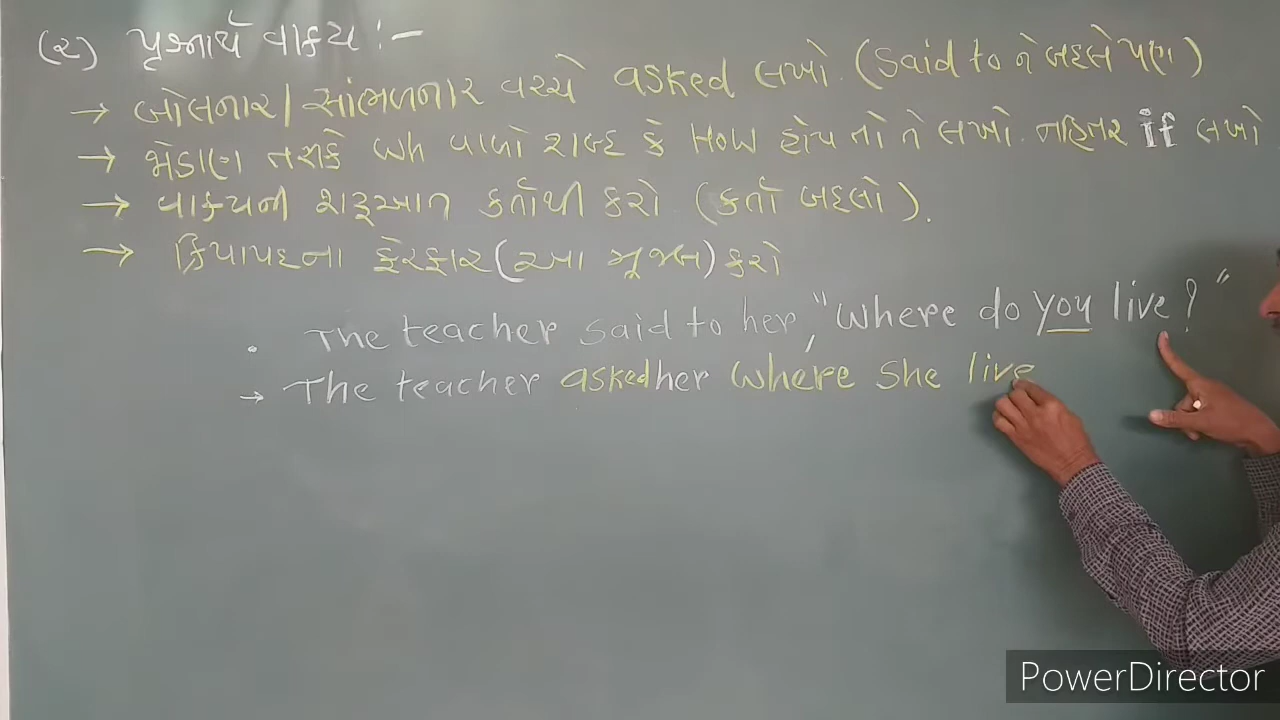 (૨) પ્રશ્નાર્થ વાક્ય :-
→ બોલનાર/સાંભળનાર વચ્ચે asked લખો. (said to ને બદલે પણ)
→ જોડાણ તરીકે wh વાળો શબ્દ કે How હોય તો તે લખો. નહિતર if લખો
→ વાક્યની શરૂઆત કર્તાથી કરો. (કર્તા બદલો).
→ ક્રિયાપદના ફેરફાર (આ મૂજબ) કરો
. The teacher said to her, "Where do you live?"
→ The teacher asked her where she live
PowerDirector